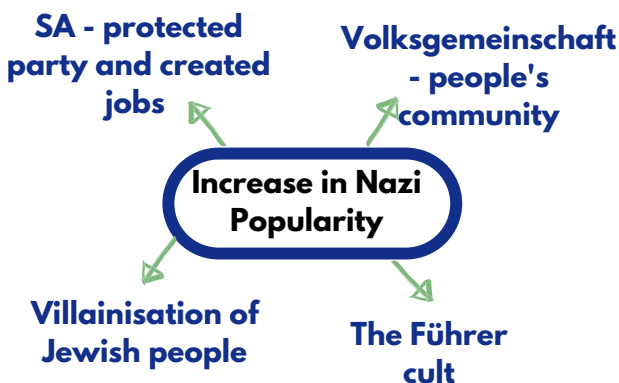 SA - protected
party and created
jobs
Volksgemeinschaft
- people's
community
Increase in Nazi
Popularity
Villainisation of
Jewish people
The Führer
cult